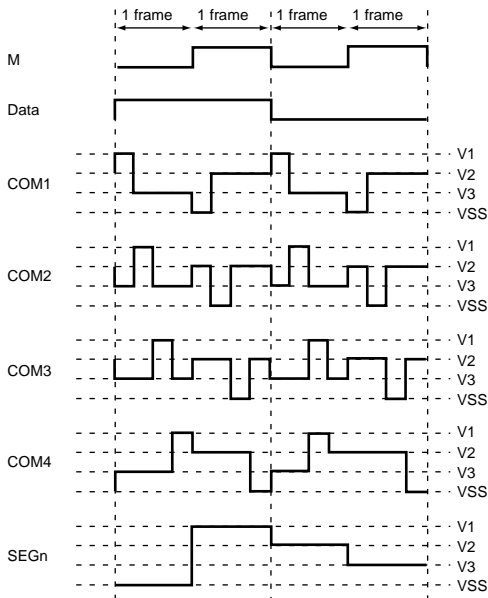 1 frame 1 frame 1 frame 1 frame
M
Data
COM1
V1
V2
V3
VSS
COM2
V1
V2
V3
VSS
COM3
V1
V2
V3
VSS
COM4
V1
V2
V3
VSS
SEGn
V1
V2
V3
VSS